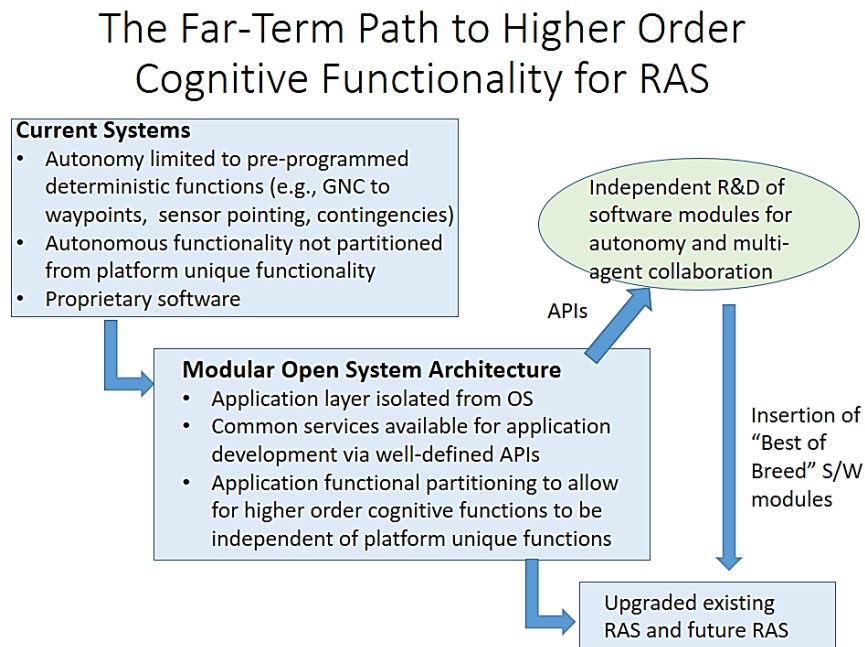 The Far-Term Path to Higher Order
Cognitive Functionality for RAS
Current Systems
• Autonomy limited to pre-programmed
deterministic functions (e.g., GNC to
waypoints, sensor pointing, contingencies)
• Autonomous functionality not partitioned
from platform unique functionality
• Proprietary software
Independent R&D of
software modules for
autonomy and multi-
agent collaboration
APIs
Modular Open System Architecture
• Application layer isolated from OS
• Common services available for application
development via well-defined APIs
• Application functional partitioning to allow
for higher order cognitive functions to be
independent of platform unique functions
Insertion of
“Best of
Breed” S/W
modules
Upgraded existing
RAS and future RAS